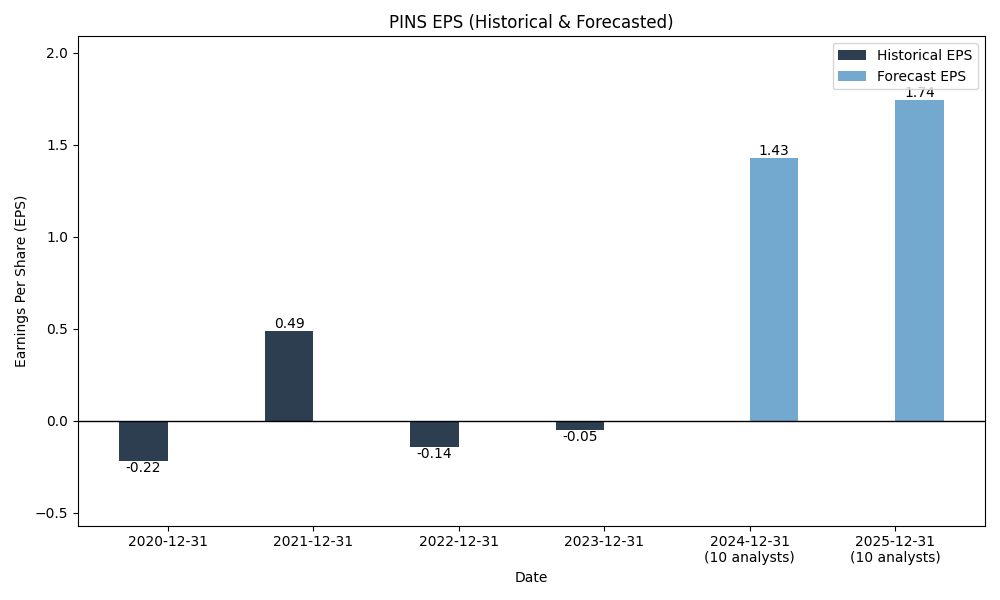 PINS EPS (Historical & Forecasted)
Historical EPS
Forecast EPS
Earnings Per Share (EPS)
2.0
1.5
1.0
0.5
0.0
−0.5
-0.22
0.49
-0.14
-0.05
1.43
1.74
2020-12-31
2021-12-31
2022-12-31
2023-12-31
2024-12-31
(10 analysts)
2025-12-31
(10 analysts)
Date